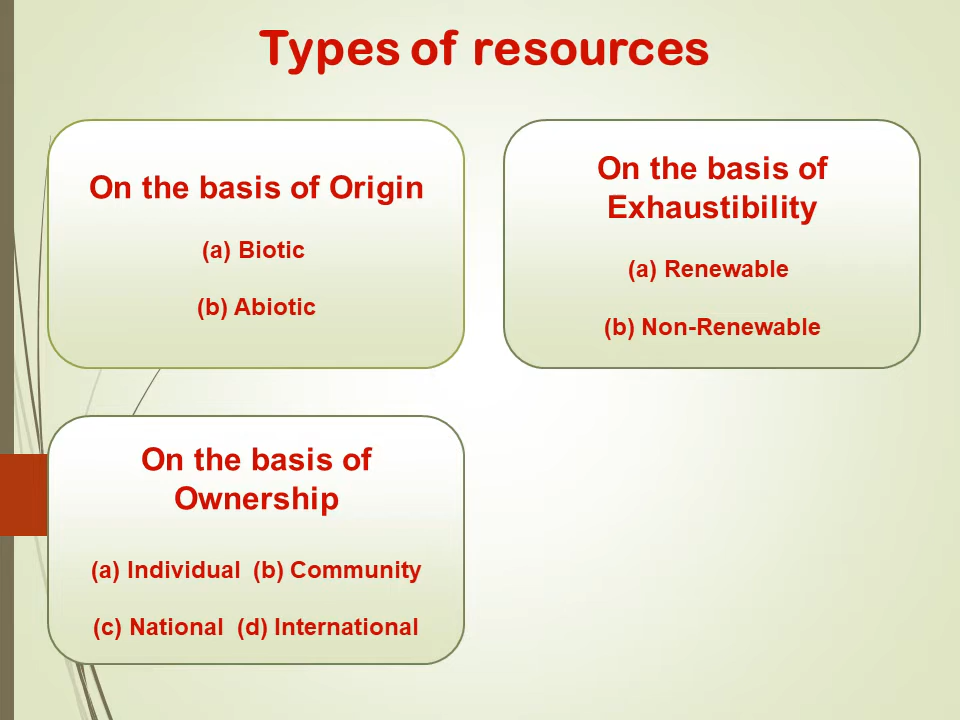 Types of resources
On the basis of Origin
(a) Biotic
(b) Abiotic
On the basis of
Exhaustibility
(a) Renewable
(b) Non-Renewable
On the basis of
Ownership
(a) Individual (b) Community
(c) National (d) International